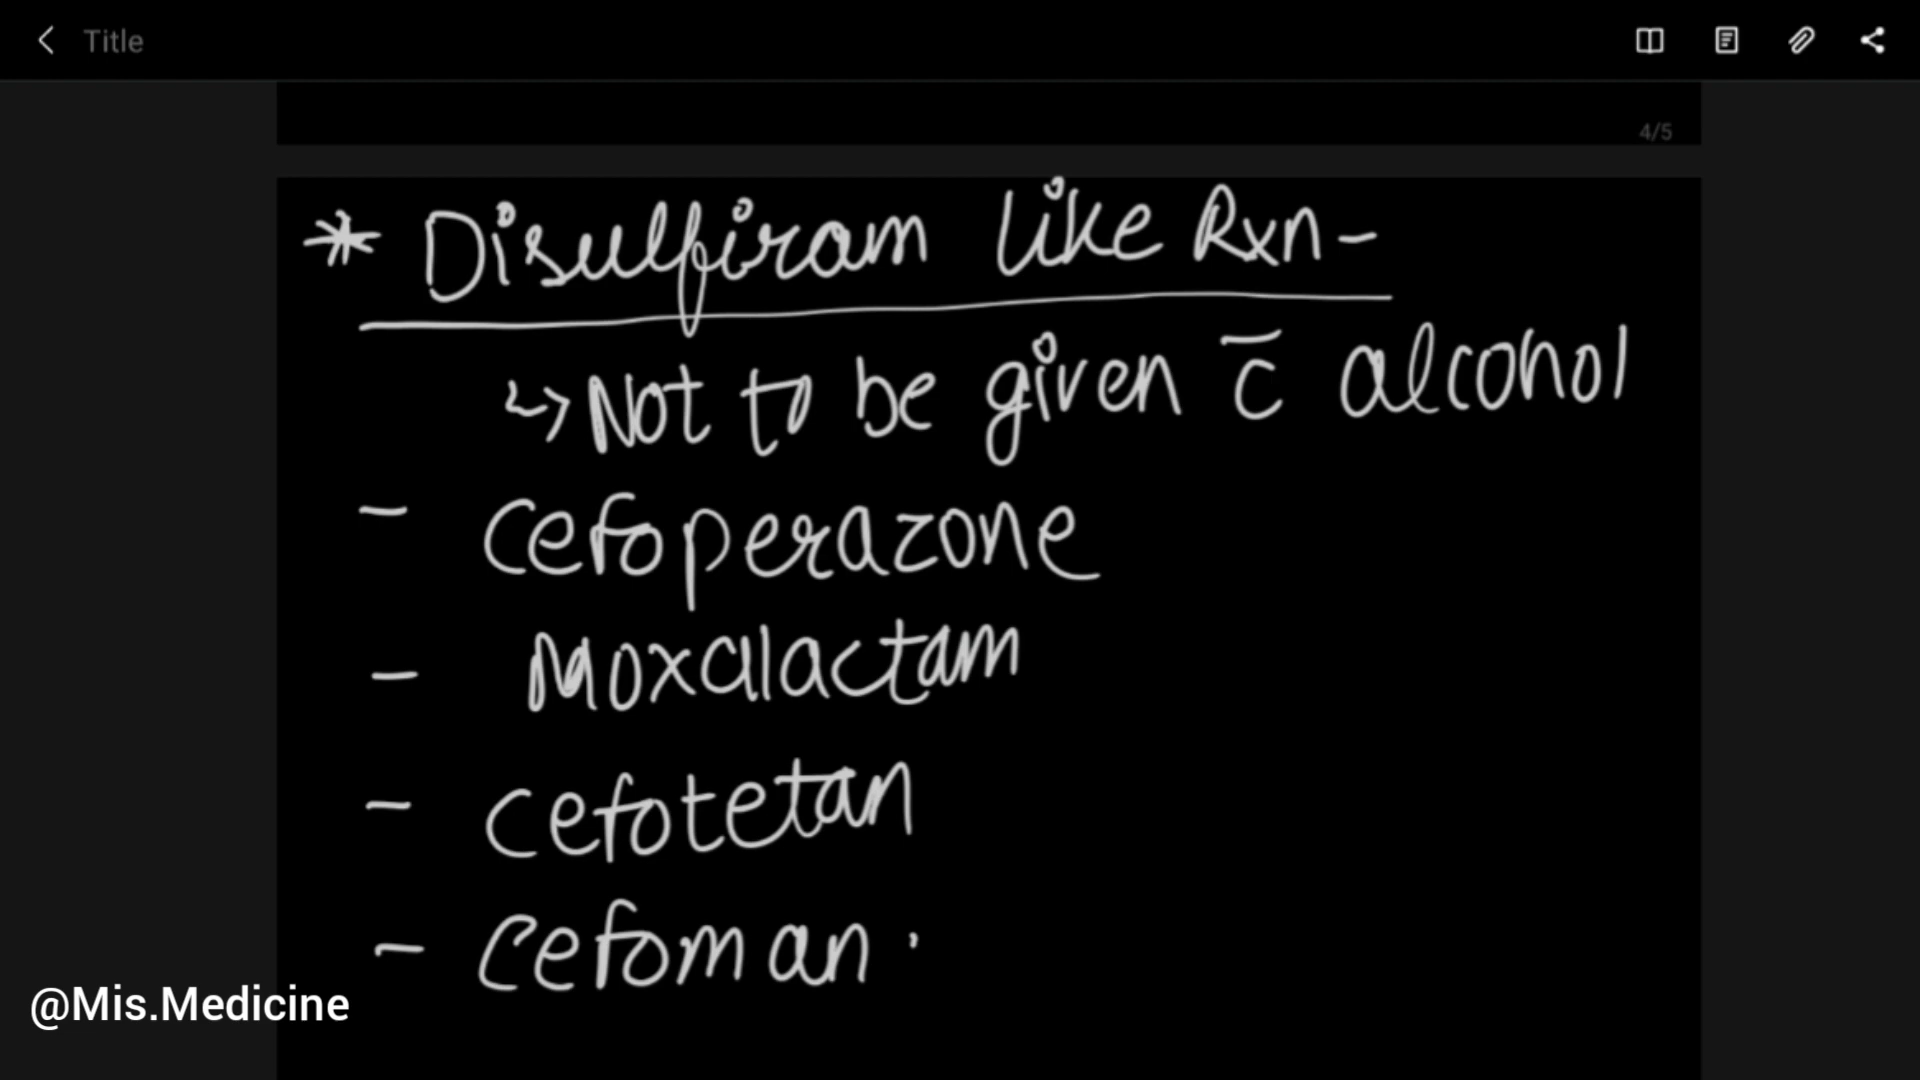 Title
4/5
* Disulfiram like Rxn-
↳ Not to be given c̄ alcohol
- Cefoperazone
- Moxalactam
- Cefotetan
- Cefoman
@Mis.Medicine